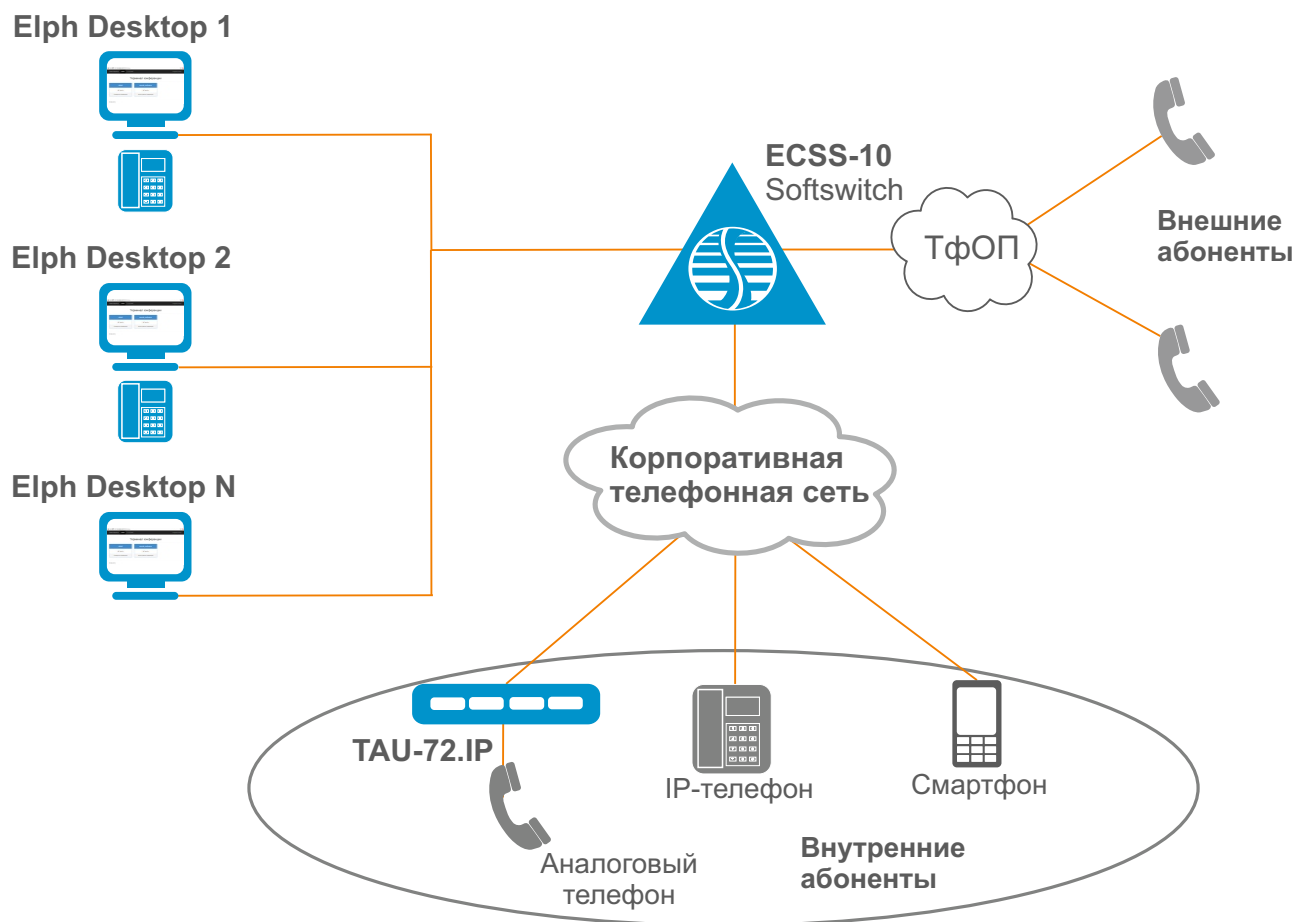 Elph Desktop 1
ECSS-10
Softswitch
ТфОП
Внешние
абоненты
Elph Desktop 2
Корпоративная
телефонная сеть
Elph Desktop N
TAU-72.IP
IP-телефон
Смартфон
Аналоговый
телефон
Внутренние
абоненты